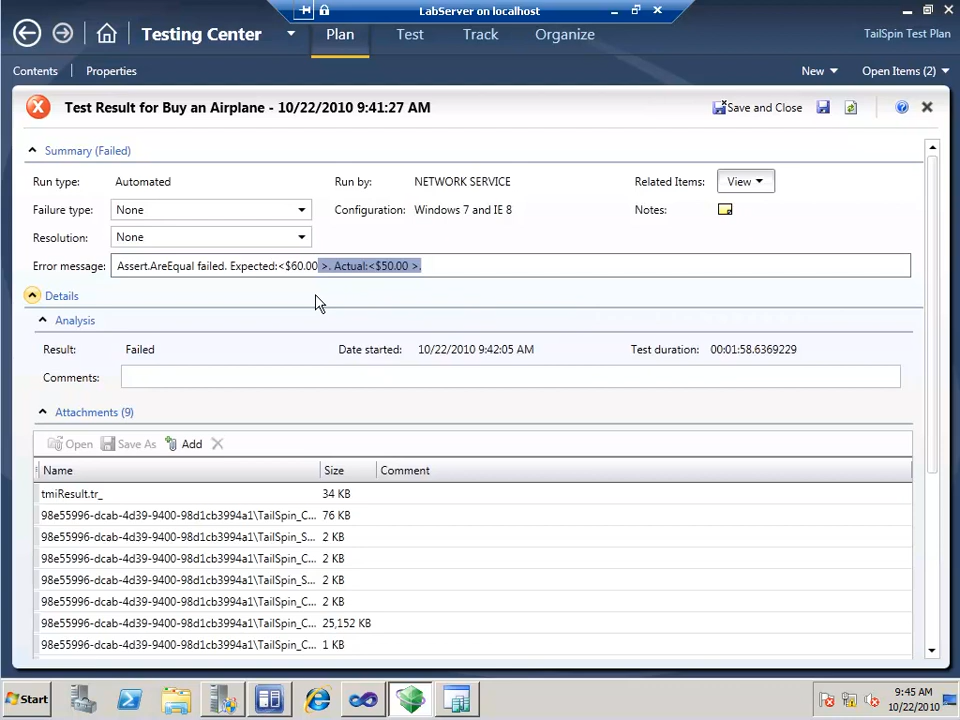 LabServer on localhost
Testing Center
Plan
Test
Track
Organize
TailSpin Test Plan
Contents
Properties
New
Open Items (2)
Test Result for Buy an Airplane - 10/22/2010 9:41:27 AM
Save and Close
Summary (Failed)
Run type: Automated
Run by: NETWORK SERVICE
Related Items: View
Failure type: None
Configuration: Windows 7 and IE 8
Notes:
Resolution: None
Error message: Assert.AreEqual failed. Expected:<$60.00 >. Actual:<$50.00 >.
Details
Analysis
Result: Failed
Date started: 10/22/2010 9:42:05 AM
Test duration: 00:01:58.6369229
Comments:
Attachments (9)
Open Save As Add
Name Size Comment
tmiResult.tr_ 34 KB
98e55996-dcab-4d39-9400-98d1cb3994a1\TailSpin_C... 76 KB
98e55996-dcab-4d39-9400-98d1cb3994a1\TailSpin_S... 2 KB
98e55996-dcab-4d39-9400-98d1cb3994a1\TailSpin_C... 2 KB
98e55996-dcab-4d39-9400-98d1cb3994a1\TailSpin_S... 2 KB
98e55996-dcab-4d39-9400-98d1cb3994a1\TailSpin_C... 2 KB
98e55996-dcab-4d39-9400-98d1cb3994a1\TailSpin_C... 25,152 KB
98e55996-dcab-4d39-9400-98d1cb3994a1\TailSpin_C... 1 KB
Start
9:45 AM
10/22/2010